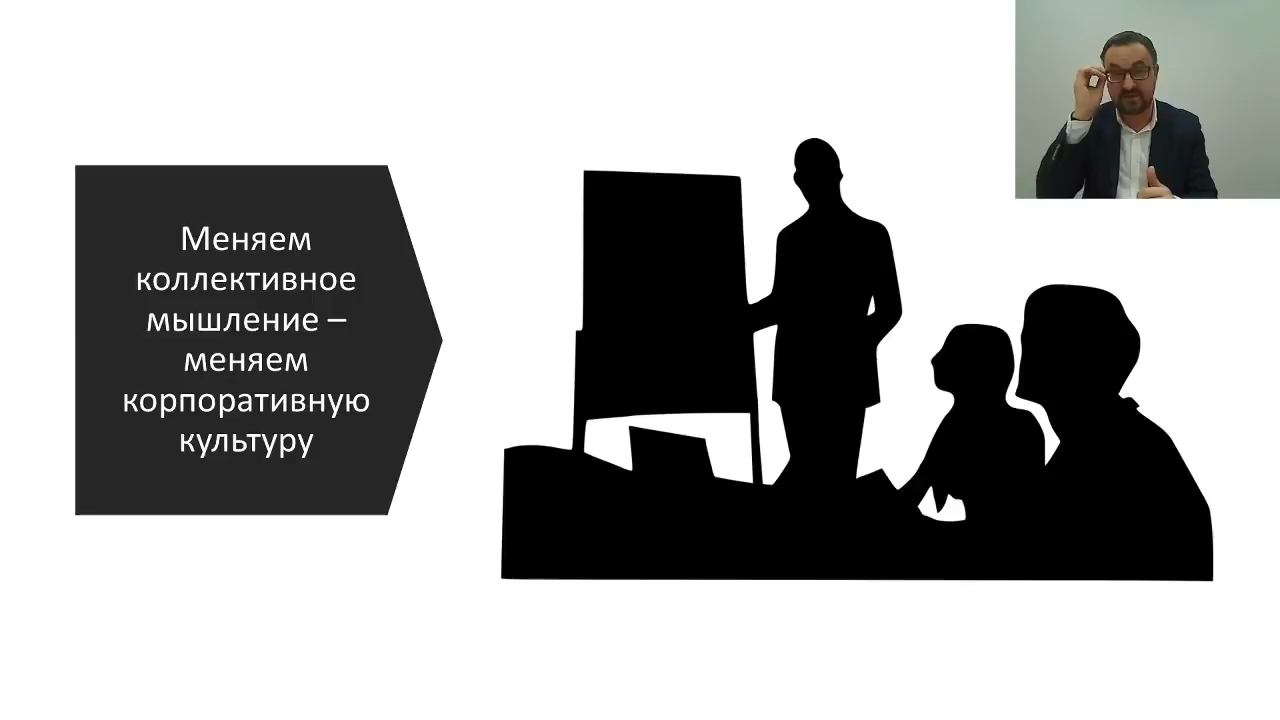 Меняем
коллективное
мышление –
меняем
корпоративную
культуру